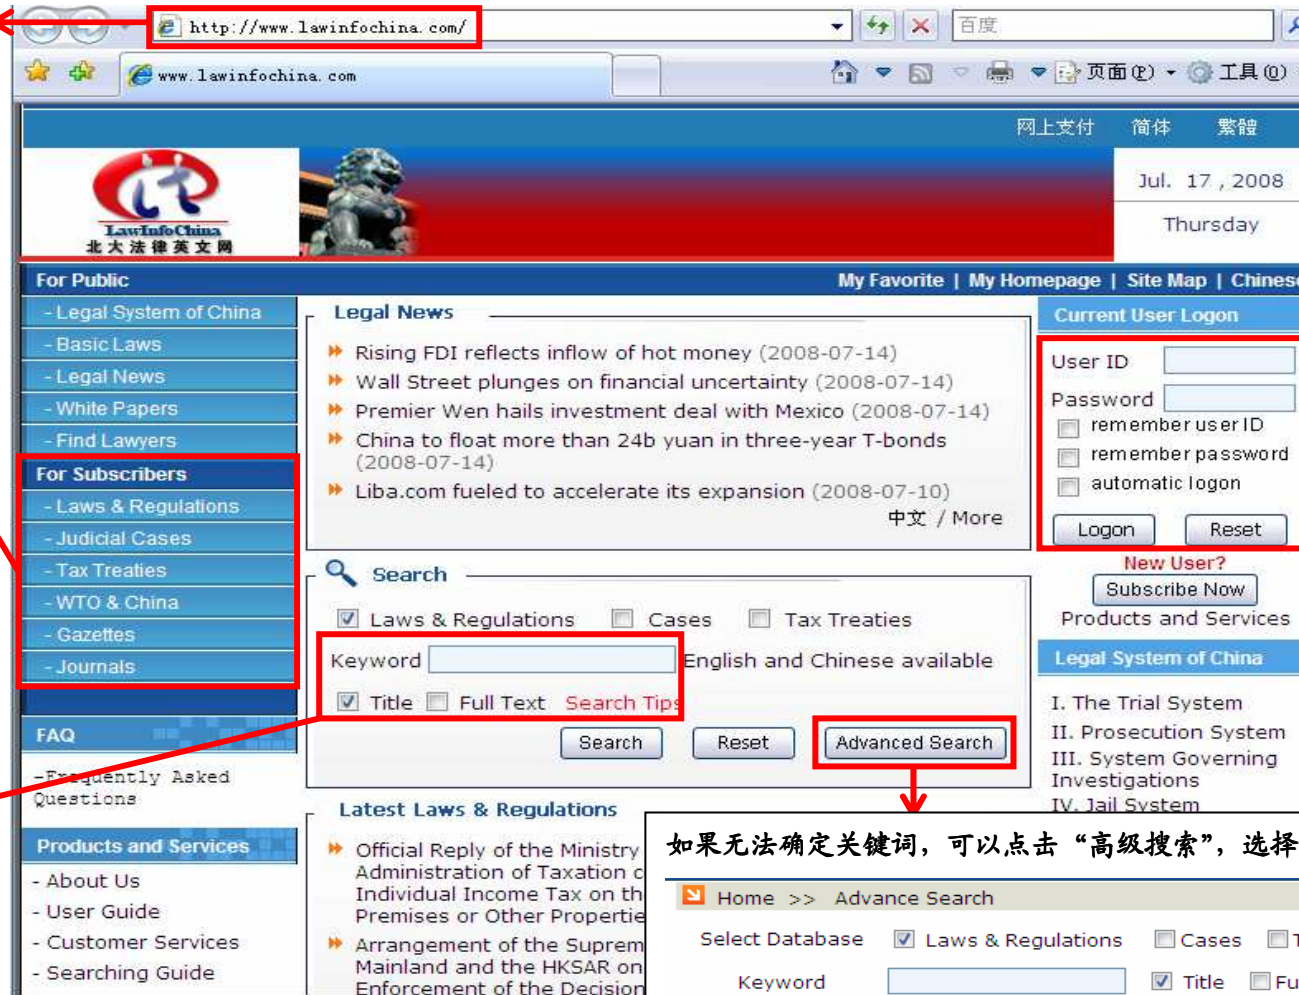 http://www.lawinfochina.com/
百度
www.lawinfochina.com
页面(P)
工具(O)
网上支付 简体 繁體
LawInfoChina
北大法律英文网
Jul. 17 , 2008
Thursday
For Public
My Favorite | My Homepage | Site Map | Chinese
- Legal System of China
- Basic Laws
- Legal News
- White Papers
- Find Lawyers
For Subscribers
- Laws & Regulations
- Judicial Cases
- Tax Treaties
- WTO & China
- Gazettes
- Journals
FAQ
-Frequently Asked
Questions
Products and Services
- About Us
- User Guide
- Customer Services
- Searching Guide
Legal News
Rising FDI reflects inflow of hot money (2008-07-14)
Wall Street plunges on financial uncertainty (2008-07-14)
Premier Wen hails investment deal with Mexico (2008-07-14)
China to float more than 24b yuan in three-year T-bonds
(2008-07-14)
Liba.com fueled to accelerate its expansion (2008-07-10)
中文 / More
Search
Laws & Regulations Cases Tax Treaties
Keyword English and Chinese available
Title Full Text Search Tips
Search Reset Advanced Search
Latest Laws & Regulations
Official Reply of the Ministry
Administration of Taxation
Individual Income Tax on th
Premises or Other Propertie
Arrangement of the Suprem
Mainland and the HKSAR on
Enforcement of the Decision
Current User Logon
User ID
Password
remember user ID
remember password
automatic logon
Logon Reset
New User?
Subscribe Now
Products and Services
Legal System of China
I. The Trial System
II. Prosecution System
III. System Governing
Investigations
IV. Jail System
如果无法确定关键词，可以点击“高级搜索”，选择
Home >> Advance Search
Select Database Laws & Regulations Cases T
Keyword Title Fu